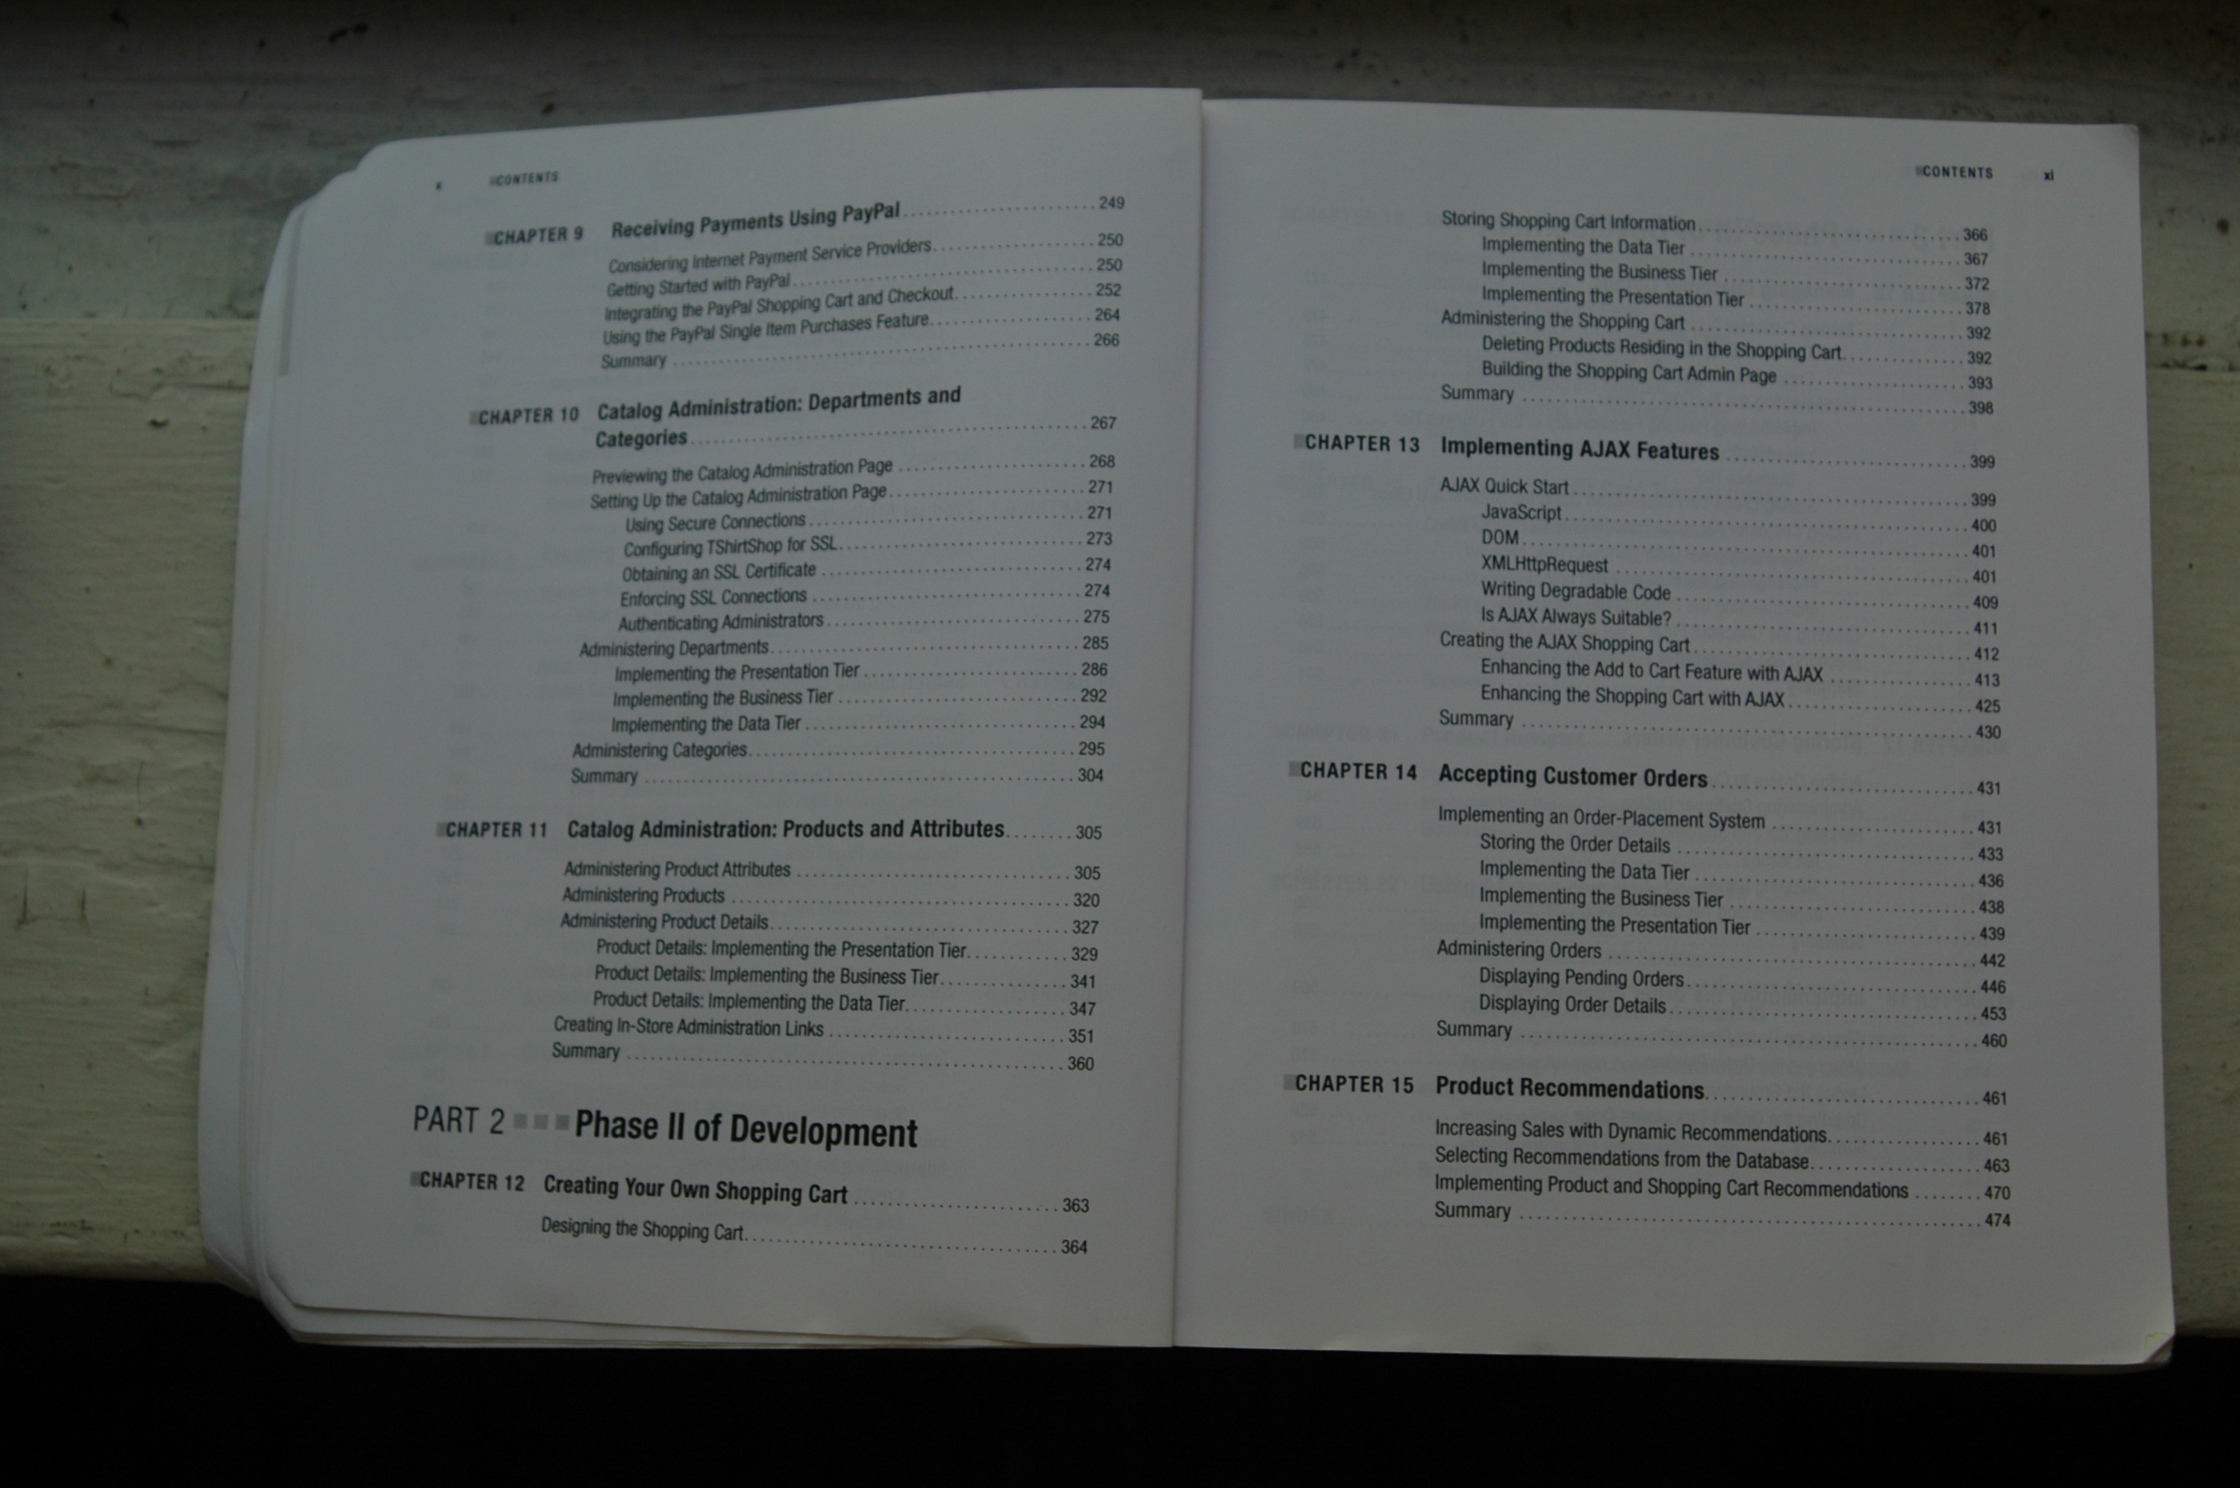 x CONTENTS
CHAPTER 9 Receiving Payments Using PayPal 249
Considering Internet Payment Service Providers 250
Getting Started with PayPal 250
Integrating the PayPal Shopping Cart and Checkout 252
Using the PayPal Single Item Purchases Feature 264
Summary 266
CHAPTER 10 Catalog Administration: Departments and
Categories 267
Previewing the Catalog Administration Page 268
Setting Up the Catalog Administration Page 271
Using Secure Connections 271
Configuring TShirtShop for SSL 273
Obtaining an SSL Certificate 274
Enforcing SSL Connections 274
Authenticating Administrators 275
Administering Departments 285
Implementing the Presentation Tier 286
Implementing the Business Tier 292
Implementing the Data Tier 294
Administering Categories 295
Summary 304
CHAPTER 11 Catalog Administration: Products and Attributes 305
Administering Product Attributes 305
Administering Products 320
Administering Product Details 327
Product Details: Implementing the Presentation Tier 329
Product Details: Implementing the Business Tier 341
Product Details: Implementing the Data Tier 347
Creating In-Store Administration Links 351
Summary 360
PART 2 Phase II of Development
CHAPTER 12 Creating Your Own Shopping Cart 363
Designing the Shopping Cart 364
CONTENTS xi
Storing Shopping Cart Information 366
Implementing the Data Tier 367
Implementing the Business Tier 372
Implementing the Presentation Tier 378
Administering the Shopping Cart 392
Deleting Products Residing in the Shopping Cart 392
Building the Shopping Cart Admin Page 393
Summary 398
CHAPTER 13 Implementing AJAX Features 399
AJAX Quick Start 399
JavaScript 400
DOM 401
XMLHttpRequest 401
Writing Degradable Code 409
Is AJAX Always Suitable? 411
Creating the AJAX Shopping Cart 412
Enhancing the Add to Cart Feature with AJAX 413
Enhancing the Shopping Cart with AJAX 425
Summary 430
CHAPTER 14 Accepting Customer Orders 431
Implementing an Order-Placement System 431
Storing the Order Details 433
Implementing the Data Tier 436
Implementing the Business Tier 438
Implementing the Presentation Tier 439
Administering Orders 442
Displaying Pending Orders 446
Displaying Order Details 453
Summary 460
CHAPTER 15 Product Recommendations 461
Increasing Sales with Dynamic Recommendations 461
Selecting Recommendations from the Database 463
Implementing Product and Shopping Cart Recommendations 470
Summary 474